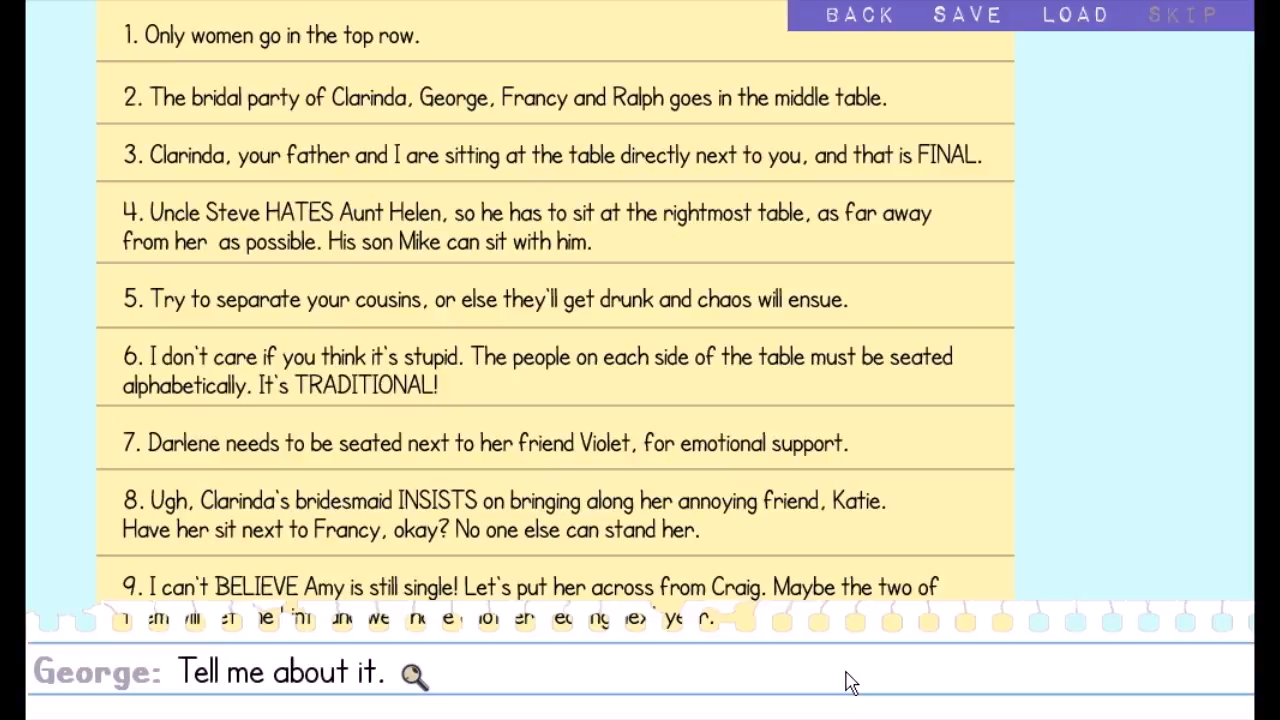 BACK SAVE LOAD SKIP
1. Only women go in the top row.
2. The bridal party of Clarinda, George, Francy and Ralph goes in the middle table.
3. Clarinda, your father and I are sitting at the table directly next to you, and that is FINAL.
4. Uncle Steve HATES Aunt Helen, so he has to sit at the rightmost table, as far away
from her as possible. His son Mike can sit with him.
5. Try to separate your cousins, or else they'll get drunk and chaos will ensue.
6. I don't care if you think it's stupid. The people on each side of the table must be seated
alphabetically. It's TRADITIONAL!
7. Darlene needs to be seated next to her friend Violet, for emotional support.
8. Ugh, Clarinda's bridesmaid INSISTS on bringing along her annoying friend, Katie.
Have her sit next to Francy, okay? No one else can stand her.
9. I can't BELIEVE Amy is still single! Let's put her across from Craig. Maybe the two of
George: Tell me about it.